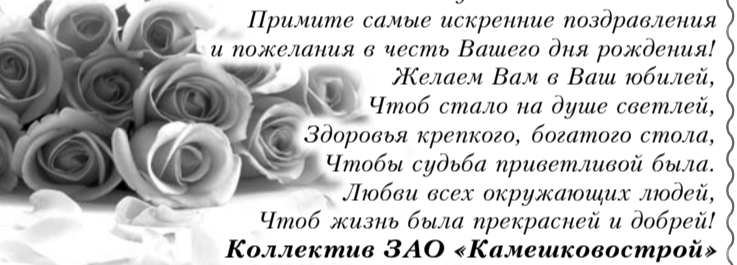 Примите самые искренние поздравления
и пожелания в честь Вашего дня рождения!
Желаем Вам в Ваш юбилей,
Чтоб стало на душе светлей,
Здоровья крепкого, богатого стола,
Чтобы судьба приветливой была.
Любви всех окружающих людей,
Чтоб жизнь была прекрасней и добрей!
Коллектив ЗАО «Камешковострой»